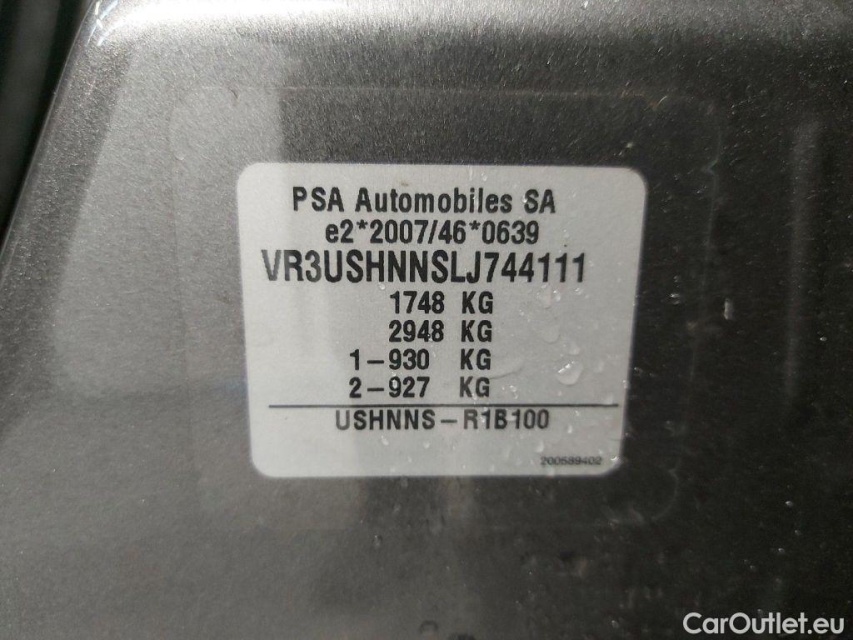 PSA Automobiles SA
e2*2007/46*0639
VR3USHNNSLJ744111
1748 KG
2948 KG
1-930 KG
2-927 KG
USHNNS-R1B100
200589402
CarOutlet.eu